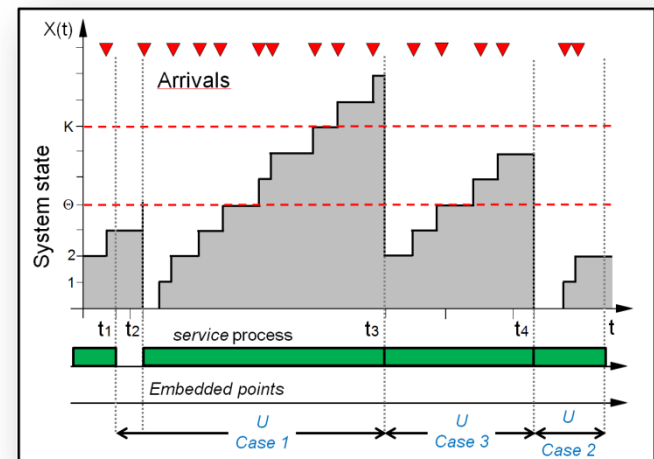 X(t)
Arrivals
System state
K
Θ
2
1
t1 t2 service process t3 t4 t
Embedded points
U U U
Case 1 Case 3 Case 2